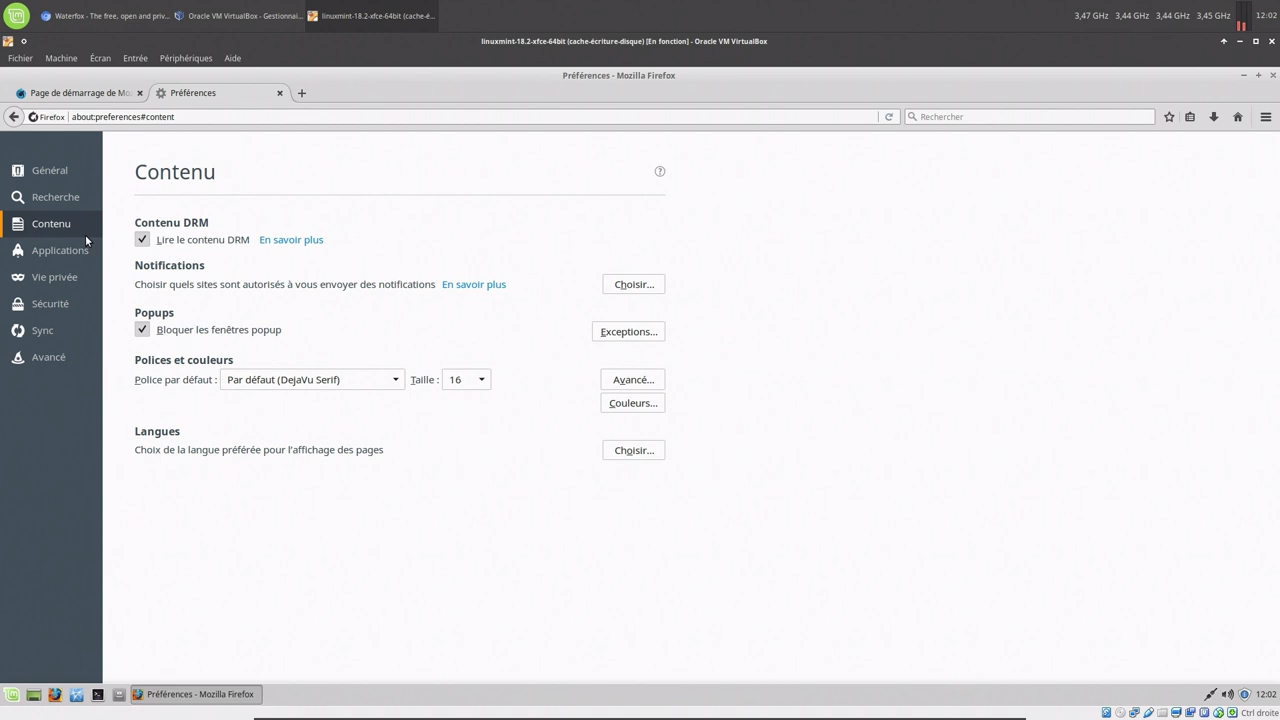 Waterfox - The free, open and priv...
Oracle VM VirtualBox - Gestionnai...
linuxmint-18.2-xfce-64bit (cache-é...
3,47 GHz 3,44 GHz 3,44 GHz 3,45 GHz 12:02
linuxmint-18.2-xfce-64bit (cache-écriture-disque) [En fonction] - Oracle VM VirtualBox
Fichier Machine Écran Entrée Périphériques Aide
Préférences - Mozilla Firefox
Page de démarrage de Mo...
Préférences
Firefox about:preferences#content
Rechercher
Général
Recherche
Contenu
Applications
Vie privée
Sécurité
Sync
Avancé
Contenu
Contenu DRM
Lire le contenu DRM En savoir plus
Notifications
Choisir quels sites sont autorisés à vous envoyer des notifications En savoir plus Choisir...
Popups
Bloquer les fenêtres popup Exceptions...
Polices et couleurs
Police par défaut : Par défaut (DejaVu Serif) Taille : 16 Avancé...
Couleurs...
Langues
Choix de la langue préférée pour l'affichage des pages Choisir...
Préférences - Mozilla Firefox
12:02
Ctrl droite